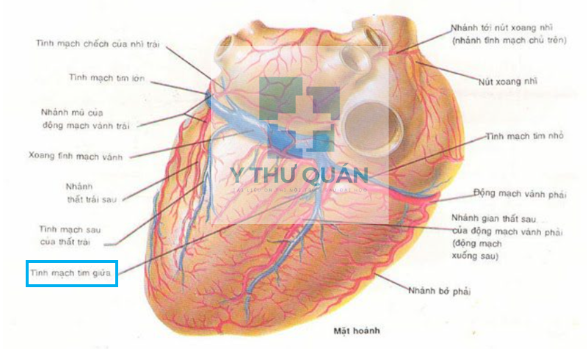 Tĩnh mạch chếch của nhĩ trái
Tĩnh mạch tim lớn
Nhánh mũ của
động mạch vành trái
Xoang tĩnh mạch vành
Nhánh
thất trái sau
Tĩnh mạch sau
của thất trái
Tĩnh mạch tim giữa
Nhánh tới nút xoang nhĩ
(nhánh tĩnh mạch chủ trên)
Nút xoang nhĩ
Tĩnh mạch tim nhỏ
Động mạch vành phải
Nhánh gian thất sau
của động mạch vành phải
(động mạch
xuống sau)
Nhánh bờ phải
Mặt hoành
Y THƯ QUÁN